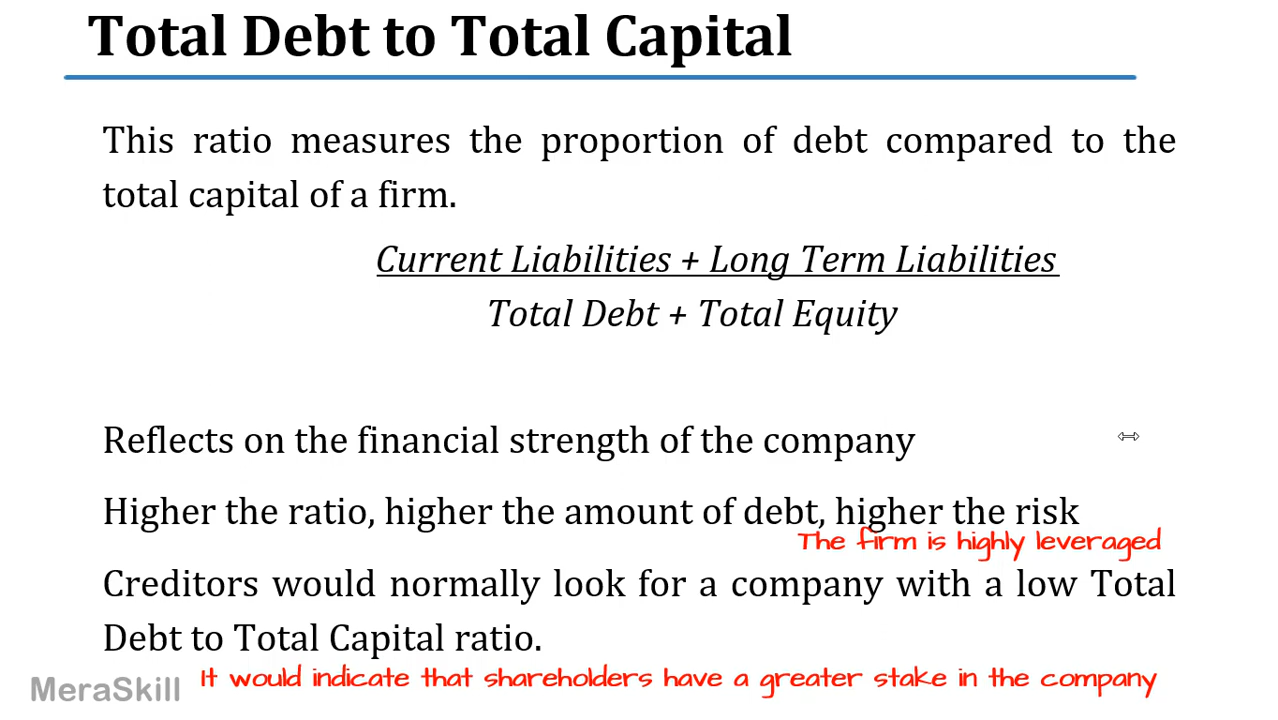 Total Debt to Total Capital
This ratio measures the proportion of debt compared to the
total capital of a firm.
Current Liabilities + Long Term Liabilities
Total Debt + Total Equity
Reflects on the financial strength of the company
Higher the ratio, higher the amount of debt, higher the risk
The firm is highly leveraged
Creditors would normally look for a company with a low Total
Debt to Total Capital ratio.
It would indicate that shareholders have a greater stake in the company
MeraSkill